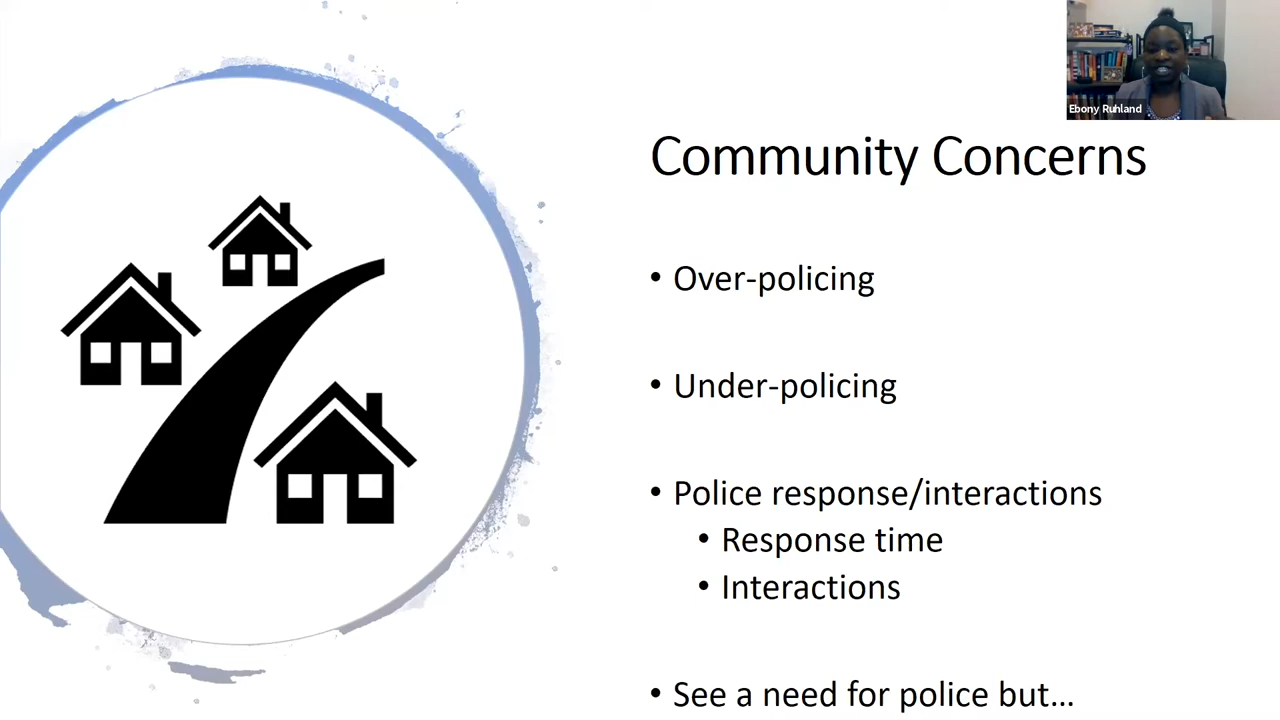 Ebony Ruhland
Community Concerns
• Over-policing
• Under-policing
• Police response/interactions
• Response time
• Interactions
• See a need for police but...